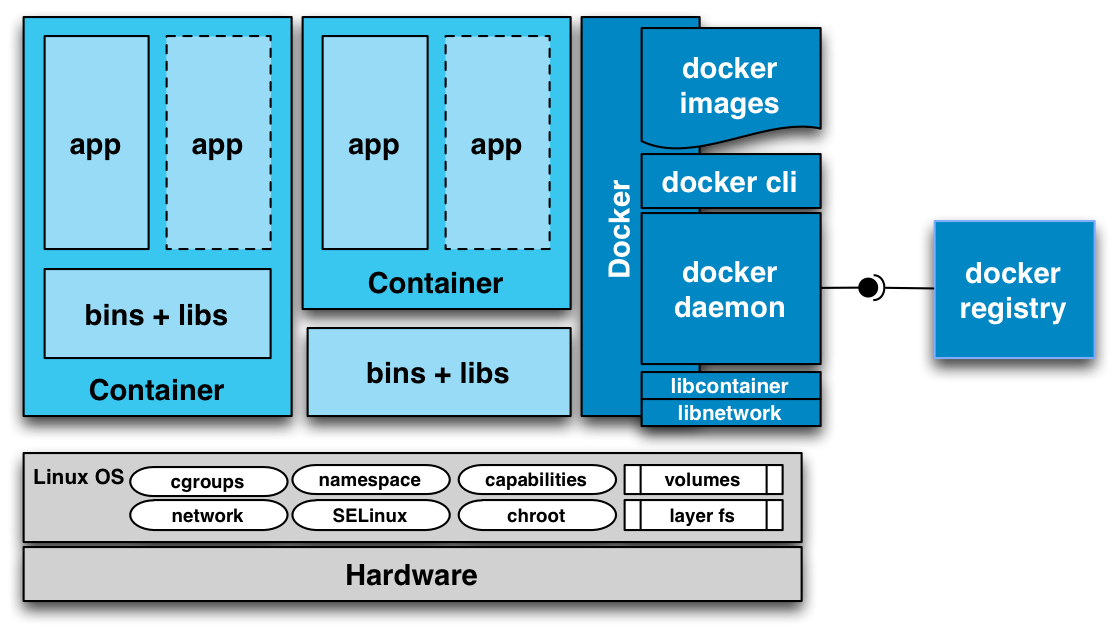 app
app
bins + libs
Container
app
app
Container
bins + libs
Docker
docker
images
docker cli
docker
daemon
libcontainer
libnetwork
docker
registry
Linux OS
cgroups
namespace
capabilities
volumes
network
SELinux
chroot
layer fs
Hardware